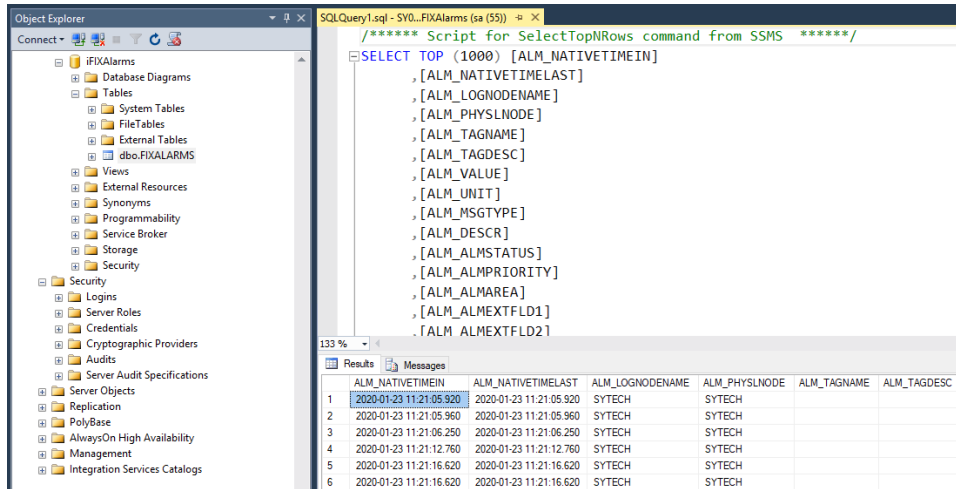 Object Explorer
Connect
iFIXAlarms
Database Diagrams
Tables
System Tables
FileTables
External Tables
dbo.FIXALARMS
Views
External Resources
Synonyms
Programmability
Service Broker
Storage
Security
Security
Logins
Server Roles
Credentials
Cryptographic Providers
Audits
Server Audit Specifications
Server Objects
Replication
PolyBase
AlwaysOn High Availability
Management
Integration Services Catalogs
SQLQuery1.sql - SY0...FIXAlarms (sa (55))
/****** Script for SelectTopNRows command from SSMS ******/
SELECT TOP (1000) [ALM_NATIVETIMEIN]
,[ALM_NATIVETIMELAST]
,[ALM_LOGNODENAME]
,[ALM_PHYSLNODE]
,[ALM_TAGNAME]
,[ALM_TAGDESC]
,[ALM_VALUE]
,[ALM_UNIT]
,[ALM_MSGTYPE]
,[ALM_DESCR]
,[ALM_ALMSTATUS]
,[ALM_ALMPRIORITY]
,[ALM_ALMAREA]
,[ALM_ALMEXTFLD1]
,[ALM_ALMEXTFLD2]
133 %
Results Messages
ALM_NATIVETIMEIN ALM_NATIVETIMELAST ALM_LOGNODENAME ALM_PHYSLNODE ALM_TAGNAME ALM_TAGDESC
1 2020-01-23 11:21:05.920 2020-01-23 11:21:05.920 SYTECH SYTECH
2 2020-01-23 11:21:05.960 2020-01-23 11:21:05.960 SYTECH SYTECH
3 2020-01-23 11:21:06.250 2020-01-23 11:21:06.250 SYTECH SYTECH
4 2020-01-23 11:21:12.760 2020-01-23 11:21:12.760 SYTECH SYTECH
5 2020-01-23 11:21:16.620 2020-01-23 11:21:16.620 SYTECH SYTECH
6 2020-01-23 11:21:16.620 2020-01-23 11:21:16.620 SYTECH SYTECH